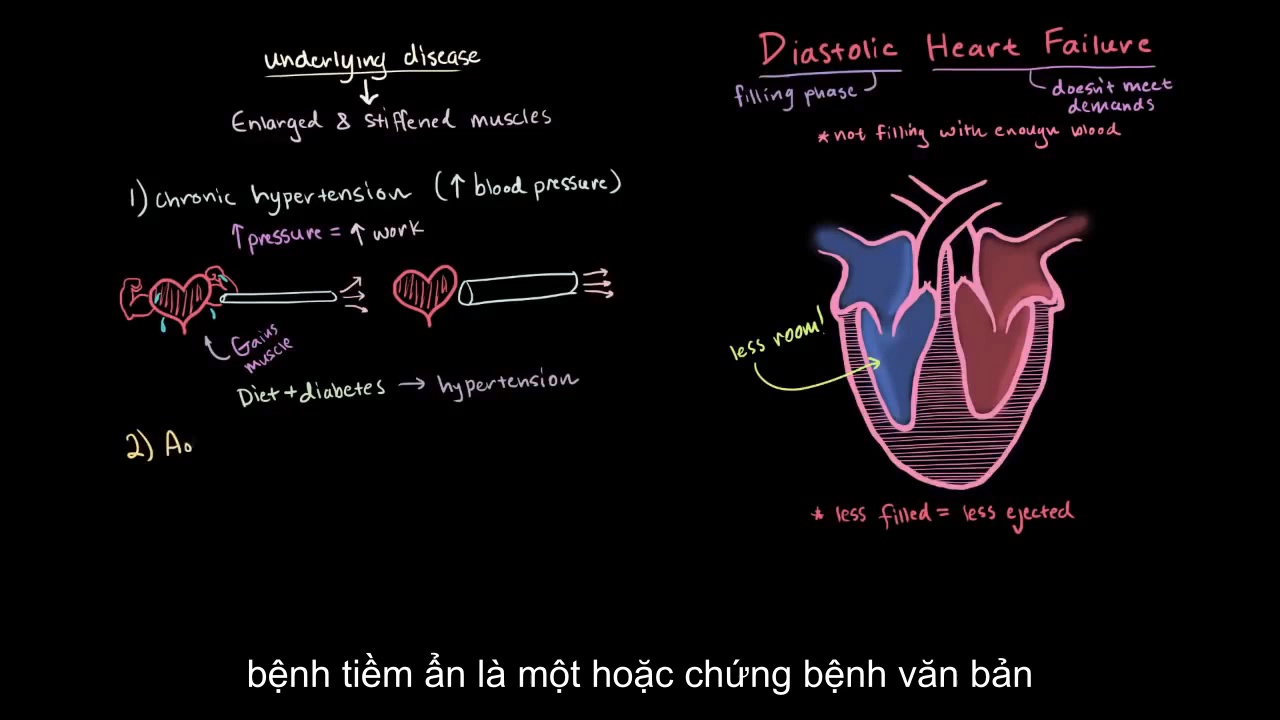 underlying disease
Enlarged & stiffened muscles
1) chronic hypertension (↑ blood pressure)
↑ pressure = ↑ work
Gains
muscle
Diet + diabetes → hypertension
2) Ao
Diastolic Heart Failure
filling phase
doesn't meet
demands
* not filling with enough blood
less room!
* less filled = less ejected
bệnh tiềm ẩn là một hoặc chứng bệnh văn bản